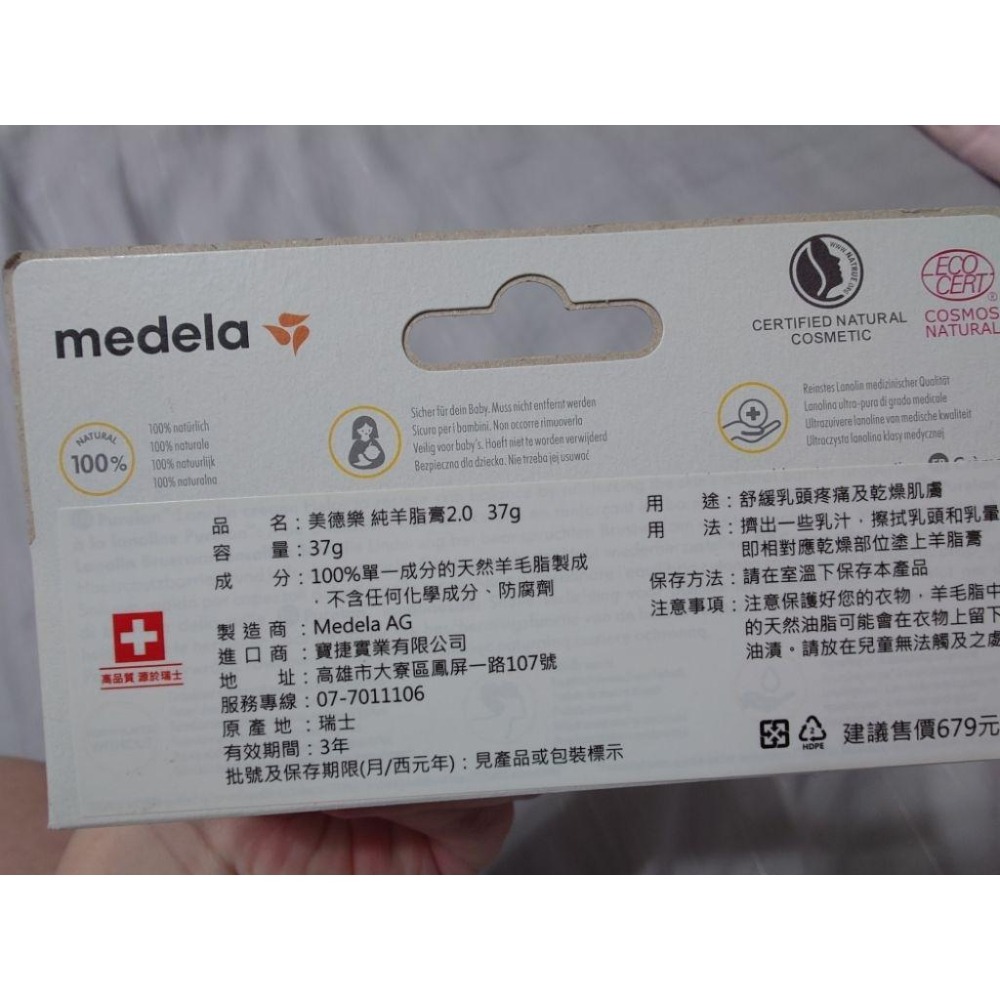 medela
WWW.NATRUE.ORG
CERTIFIED NATURAL
COSMETIC
ECO
CERT
®
COSMOS
NATURAL
NATURAL
100%
100% natürlich
100% naturale
100% natuurlijk
100% naturalna
Sicher für dein Baby. Muss nicht entfernt werden
Sicura per i bambini. Non occorre rimuoverla
Veilig voor baby's. Hoeft niet te worden verwijderd
Bezpieczna dla dziecka. Nie trzeba jej usuwać
Reinstes Lanolin medizinischer Qualität
Lanolina ultra-pura di grado medicale
Ultrazuivere lanoline van medische kwaliteit
Ultraczysta lanolina klasy medycznej
品 名：美德樂 純羊脂膏2.0 37g
容 量：37g
成 分：100%單一成分的天然羊毛脂製成
，不含任何化學成分、防腐劑
製造商：Medela AG
進口商：寶捷實業有限公司
地 址：高雄市大寮區鳳屏一路107號
服務專線：07-7011106
原產地：瑞士
有效期間：3年
批號及保存期限(月/西元年)：見產品或包裝標示
高品質 源於瑞士
用 途：舒緩乳頭疼痛及乾燥肌膚
用 法：擠出一些乳汁，擦拭乳頭和乳暈
即相對應乾燥部位塗上羊脂膏
保存方法：請在室溫下保存本產品
注意事項：注意保護好您的衣物，羊毛脂中
的天然油脂可能會在衣物上留下
油漬。請放在兒童無法觸及之處
HDPE
建議售價679元